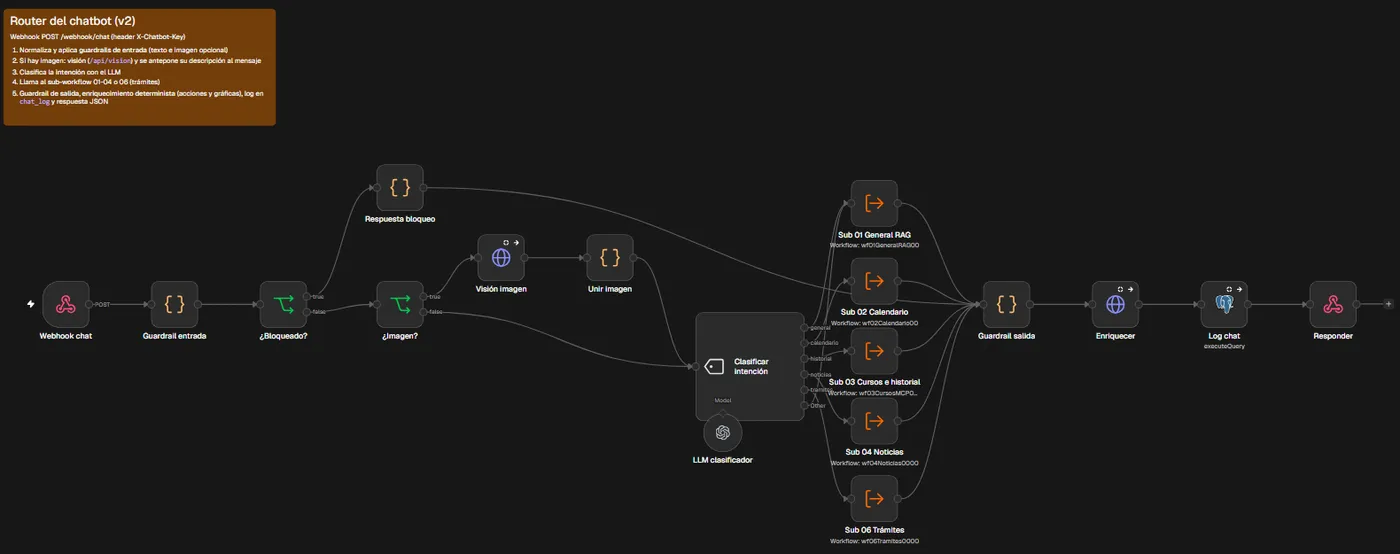 Router del chatbot (v2)
Webhook POST /webhook/chat (header X-Chatbot-Key)
1. Normaliza y aplica guardrails de entrada (texto e imagen opcional)
2. Si hay imagen: visión (/api/vision) y se antepone su descripción al mensaje
3. Clasifica la intención con el LLM
4. Llama al sub-workflow 01-04 o 06 (trámites)
5. Guardrail de salida, enriquecimiento determinista (acciones y gráficas), log en
chat_log y respuesta JSON
Respuesta bloqueo
Visión imagen
Unir imagen
Webhook chat
POST
Guardrail entrada
¿Bloqueado?
true
false
¿Imagen?
true
false
Clasificar
intención
Model
general
calendario
historial
noticias
tramites
Other
LLM clasificador
Sub 01 General RAG
Workflow: wf01GeneralRAG00
Sub 02 Calendario
Workflow: wf02Calendario00
Sub 03 Cursos e historial
Workflow: wf03CursosMCP0...
Sub 04 Noticias
Workflow: wf04Noticias0000
Sub 06 Trámites
Workflow: wf06Tramites0000
Guardrail salida
Enriquecer
Log chat
executeQuery
Responder